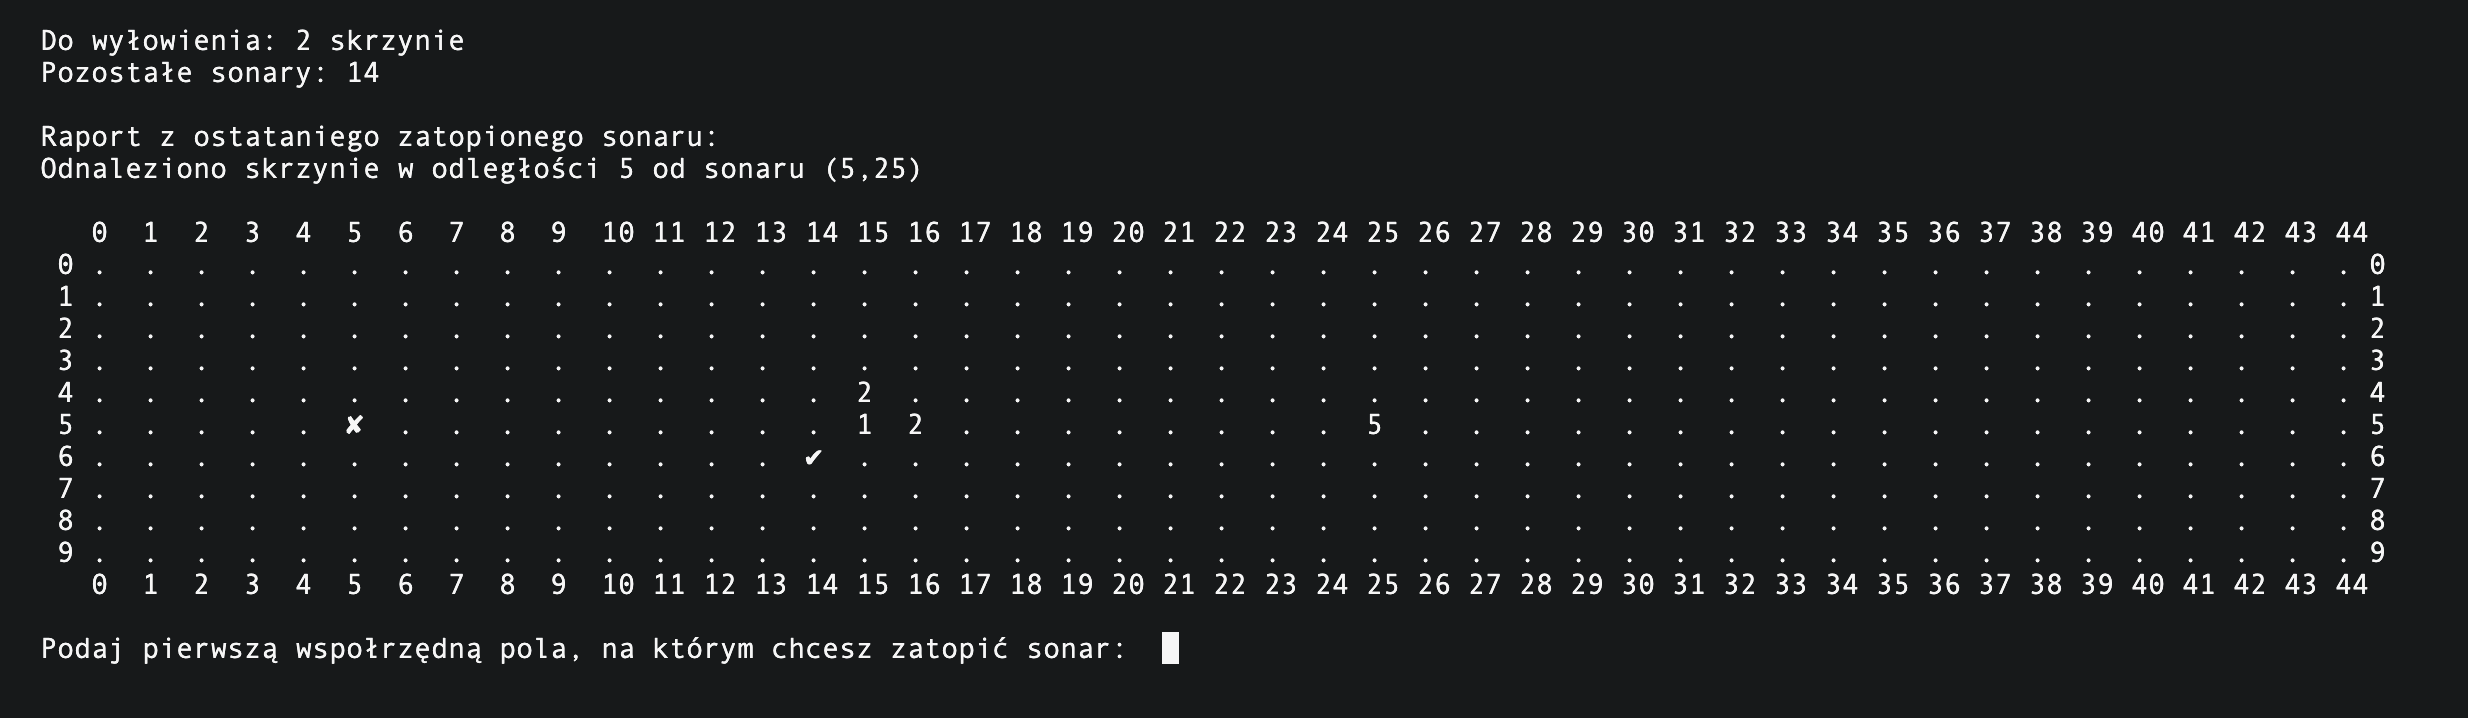 Do wyłowienia: 2 skrzynie
Pozostałe sonary: 14
Raport z ostataniego zatopionego sonaru:
Odnaleziono skrzynie w odległości 5 od sonaru (5,25)
0 1 2 3 4 5 6 7 8 9 10 11 12 13 14 15 16 17 18 19 20 21 22 23 24 25 26 27 28 29 30 31 32 33 34 35 36 37 38 39 40 41 42 43 44
0 . . . . . . . . . . . . . . . . . . . . . . . . . . . . . . . . . . . . . . . . . . . . . 0
1 . . . . . . . . . . . . . . . . . . . . . . . . . . . . . . . . . . . . . . . . . . . . . 1
2 . . . . . . . . . . . . . . . . . . . . . . . . . . . . . . . . . . . . . . . . . . . . . 2
3 . . . . . . . . . . . . . . . . . . . . . . . . . . . . . . . . . . . . . . . . . . . . . 3
4 . . . . . . . . . . . . . . . 2 . . . . . . . . . . . . . . . . . . . . . . . . . . . . . 4
5 . . . . . ✘ . . . . . . . . . 1 2 . . . . . . . . 5 . . . . . . . . . . . . . . . . . . . 5
6 . . . . . . . . . . . . . . ✔ . . . . . . . . . . . . . . . . . . . . . . . . . . . . . . 6
7 . . . . . . . . . . . . . . . . . . . . . . . . . . . . . . . . . . . . . . . . . . . . . 7
8 . . . . . . . . . . . . . . . . . . . . . . . . . . . . . . . . . . . . . . . . . . . . . 8
9 . . . . . . . . . . . . . . . . . . . . . . . . . . . . . . . . . . . . . . . . . . . . . 9
0 1 2 3 4 5 6 7 8 9 10 11 12 13 14 15 16 17 18 19 20 21 22 23 24 25 26 27 28 29 30 31 32 33 34 35 36 37 38 39 40 41 42 43 44
Podaj pierwszą wspołrzędną pola, na którym chcesz zatopić sonar: